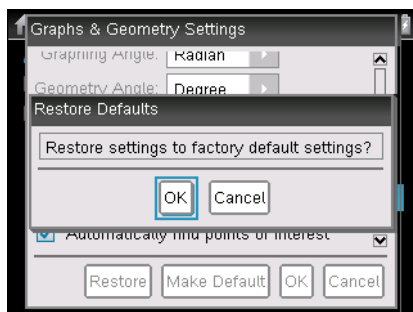 Graphs & Geometry Settings
Graphing Angle: Radian
Geometry Angle: Degree
Restore Defaults
Restore settings to factory default settings?
OK Cancel
Automatically find points of interest
Restore Make Default OK Cancel